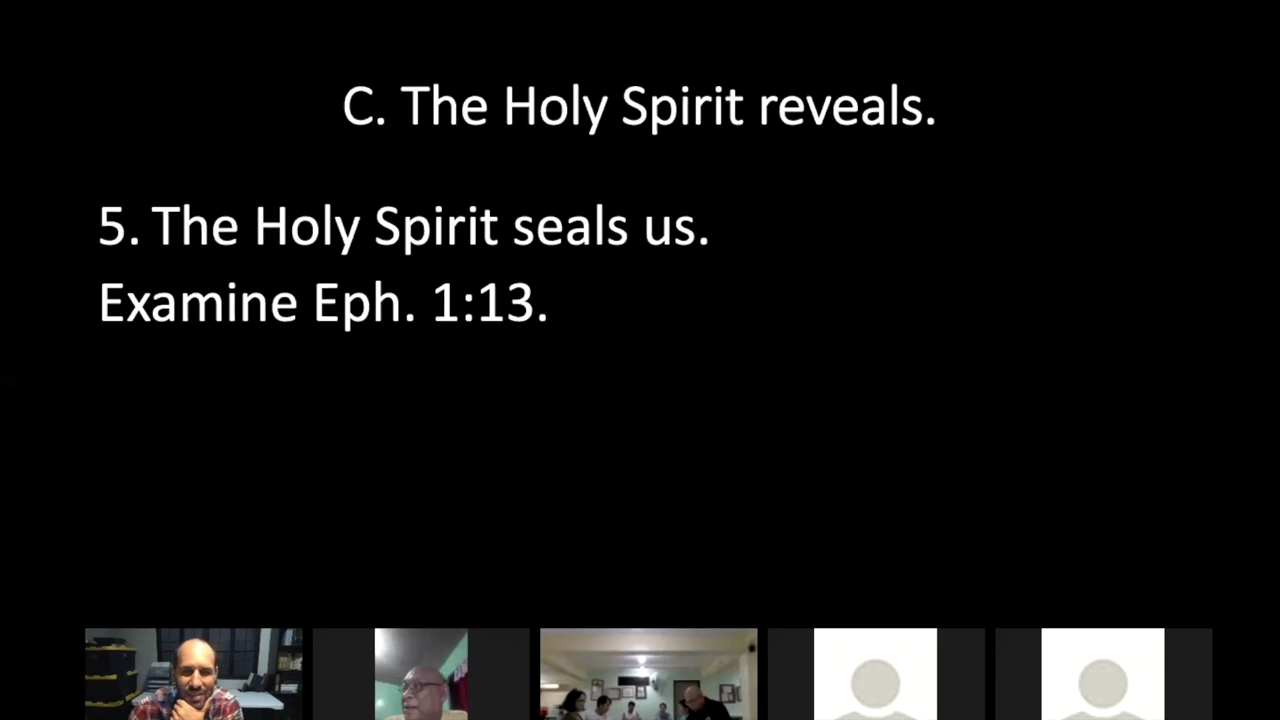 C. The Holy Spirit reveals.
5. The Holy Spirit seals us.
Examine Eph. 1:13.